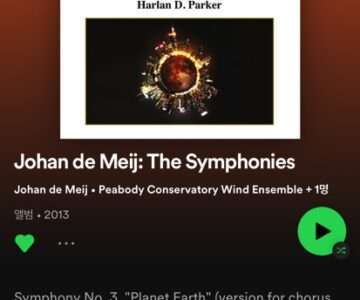 Harlan D. Parker
Johan de Meij: The Symphonies
Johan de Meij • Peabody Conservatory Wind Ensemble + 1명
앨범 • 2013
Symphony No. 3, "Planet Earth" (version for chorus